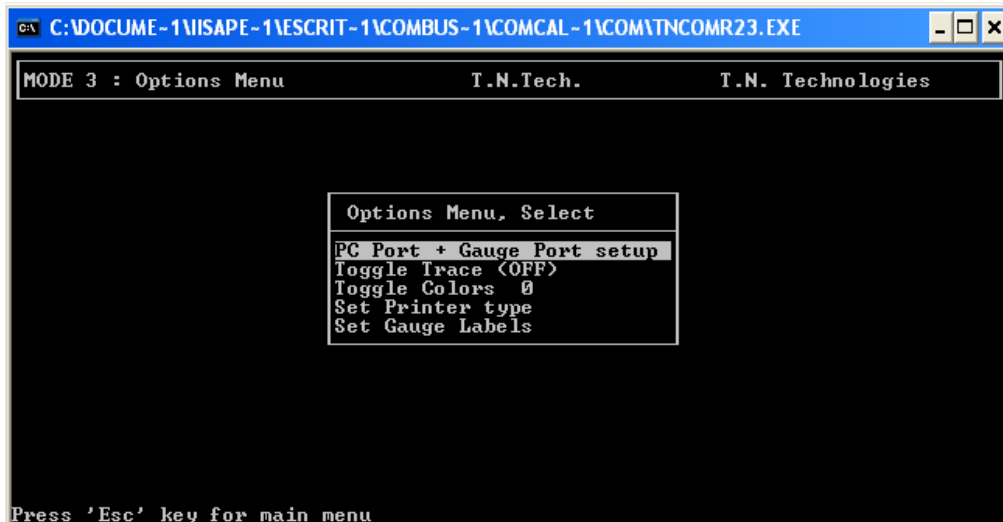 C:\DOCUME~1\IISAPE~1\ESCRIT~1\COMBUS~1\COMCAL~1\COM\TNCOMR23.EXE
MODE 3 : Options Menu T.N.Tech. T.N. Technologies
Options Menu, Select
PC Port + Gauge Port setup
Toggle Trace (OFF)
Toggle Colors 0
Set Printer type
Set Gauge Labels
Press 'Esc' key for main menu